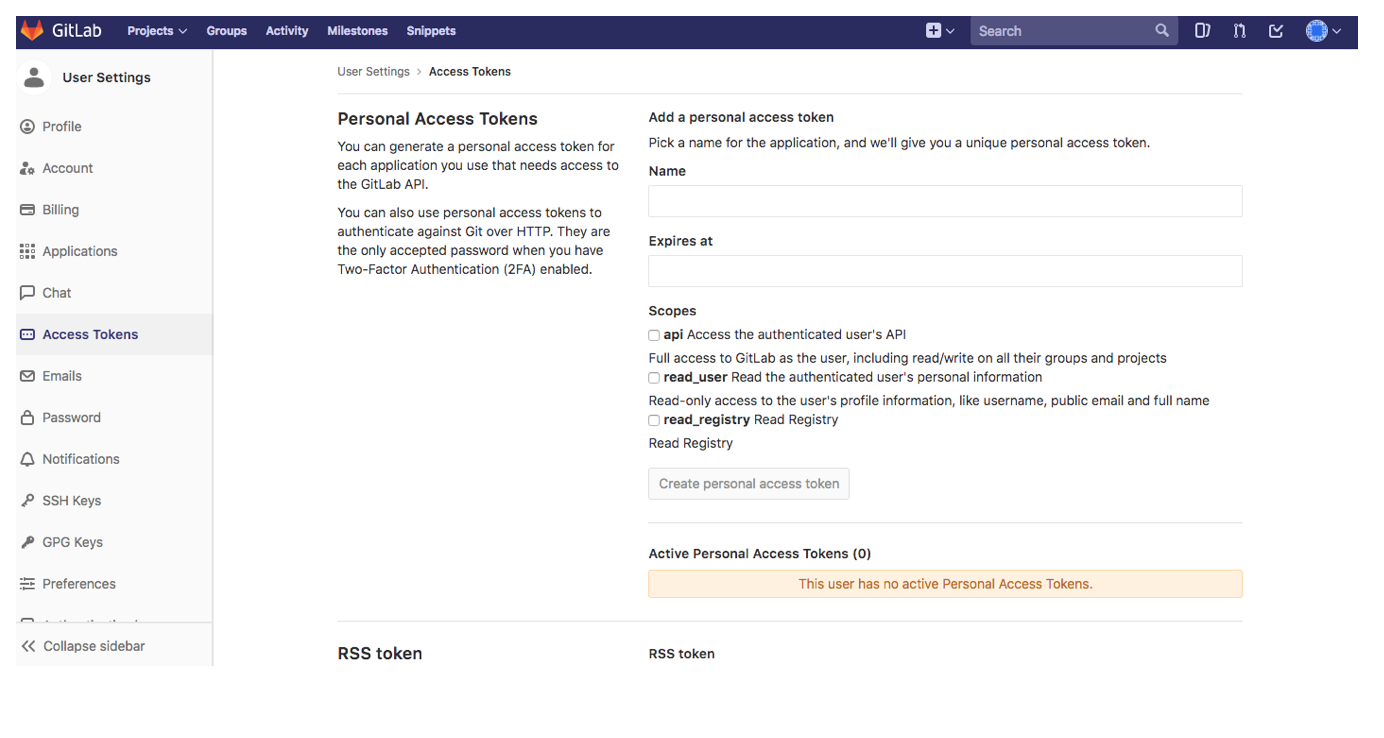 GitLab Projects Groups Activity Milestones Snippets Search
User Settings
Profile
Account
Billing
Applications
Chat
Access Tokens
Emails
Password
Notifications
SSH Keys
GPG Keys
Preferences
Collapse sidebar
User Settings > Access Tokens
Personal Access Tokens
You can generate a personal access token for
each application you use that needs access to
the GitLab API.
You can also use personal access tokens to
authenticate against Git over HTTP. They are
the only accepted password when you have
Two-Factor Authentication (2FA) enabled.
Add a personal access token
Pick a name for the application, and we'll give you a unique personal access token.
Name
Expires at
Scopes
api Access the authenticated user's API
Full access to GitLab as the user, including read/write on all their groups and projects
read_user Read the authenticated user's personal information
Read-only access to the user's profile information, like username, public email and full name
read_registry Read Registry
Read Registry
Create personal access token
Active Personal Access Tokens (0)
This user has no active Personal Access Tokens.
RSS token
RSS token